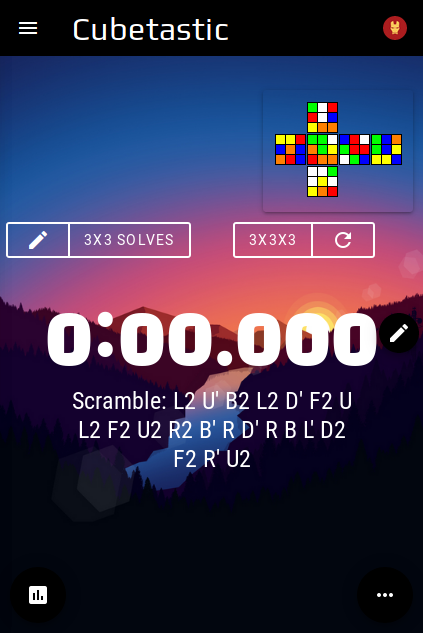 Cubetastic
3X3 SOLVES
3X3X3
0:00.000
Scramble: L2 U' B2 L2 D' F2 U
L2 F2 U2 R2 B' R D' R B L' D2
F2 R' U2